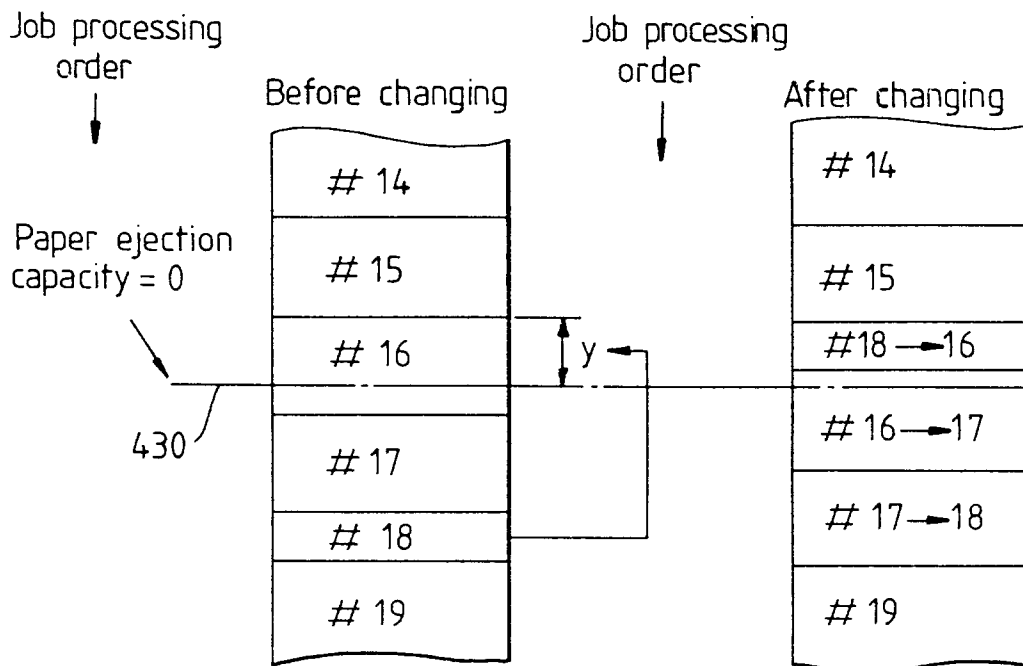 Job processing
order
Job processing
order
Before changing
After changing
# 14
# 15
# 16
# 17
# 18
# 19
Paper ejection
capacity = 0
430
y
# 14
# 15
#18 → 16
# 16 → 17
# 17 → 18
# 19